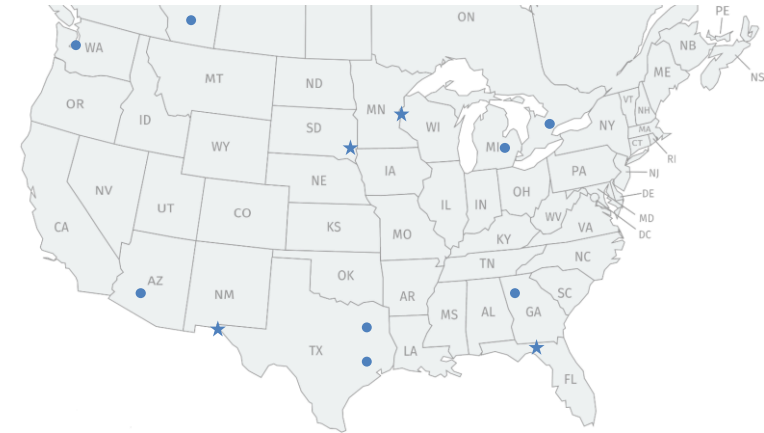 PE
ON
NB
WA
ME
NS
MT
ND
MN
VT
NH
OR
WI
NY
MA
ID
SD
MI
CT
WY
RI
IA
PA
NJ
NE
NV
OH
DE
UT
CO
IL
IN
WV
MD
CA
KS
MO
KY
VA
DC
NC
TN
AZ
OK
NM
AR
SC
MS
AL
GA
TX
LA
FL